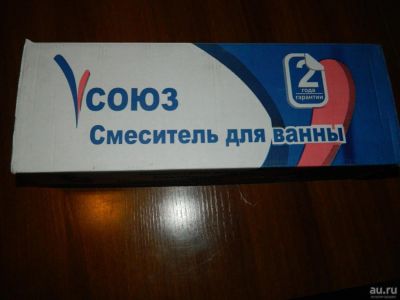 2
года
гарантии
союз
Смеситель для ванны
au.ru